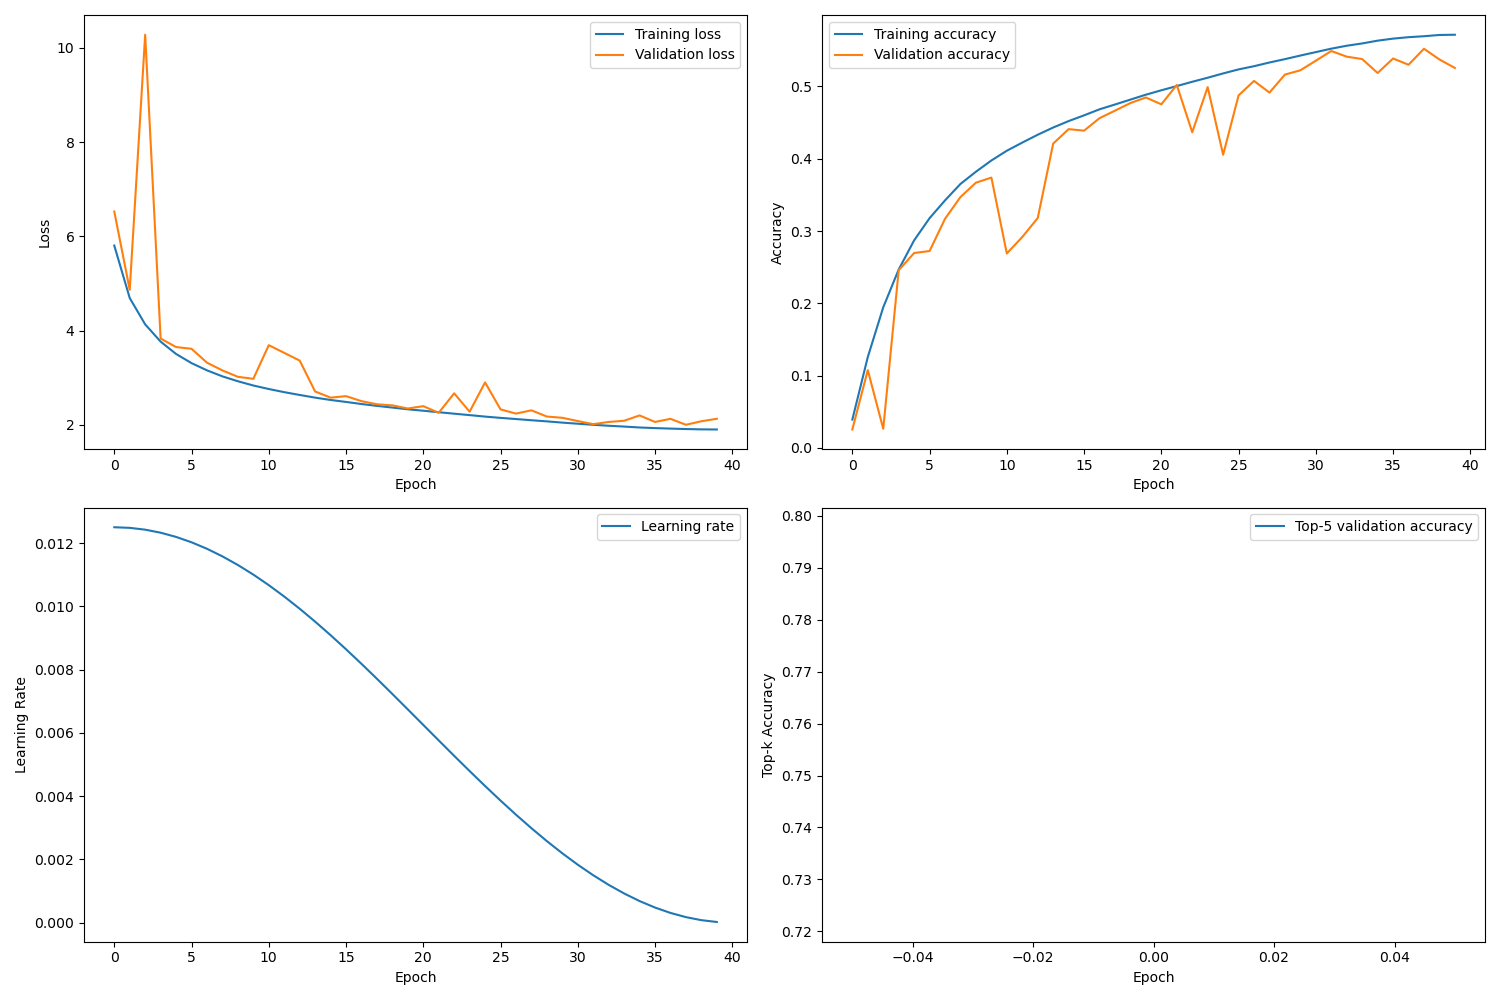 Training loss
Validation loss
10
8
6
4
2
Loss
0 5 10 15 20 25 30 35 40
Epoch
Training accuracy
Validation accuracy
0.5
0.4
0.3
0.2
0.1
0.0
Accuracy
0 5 10 15 20 25 30 35 40
Epoch
Learning rate
0.012
0.010
0.008
0.006
0.004
0.002
0.000
Learning Rate
0 5 10 15 20 25 30 35 40
Epoch
Top-5 validation accuracy
0.80
0.79
0.78
0.77
0.76
0.75
0.74
0.73
0.72
Top-k Accuracy
−0.04 −0.02 0.00 0.02 0.04
Epoch